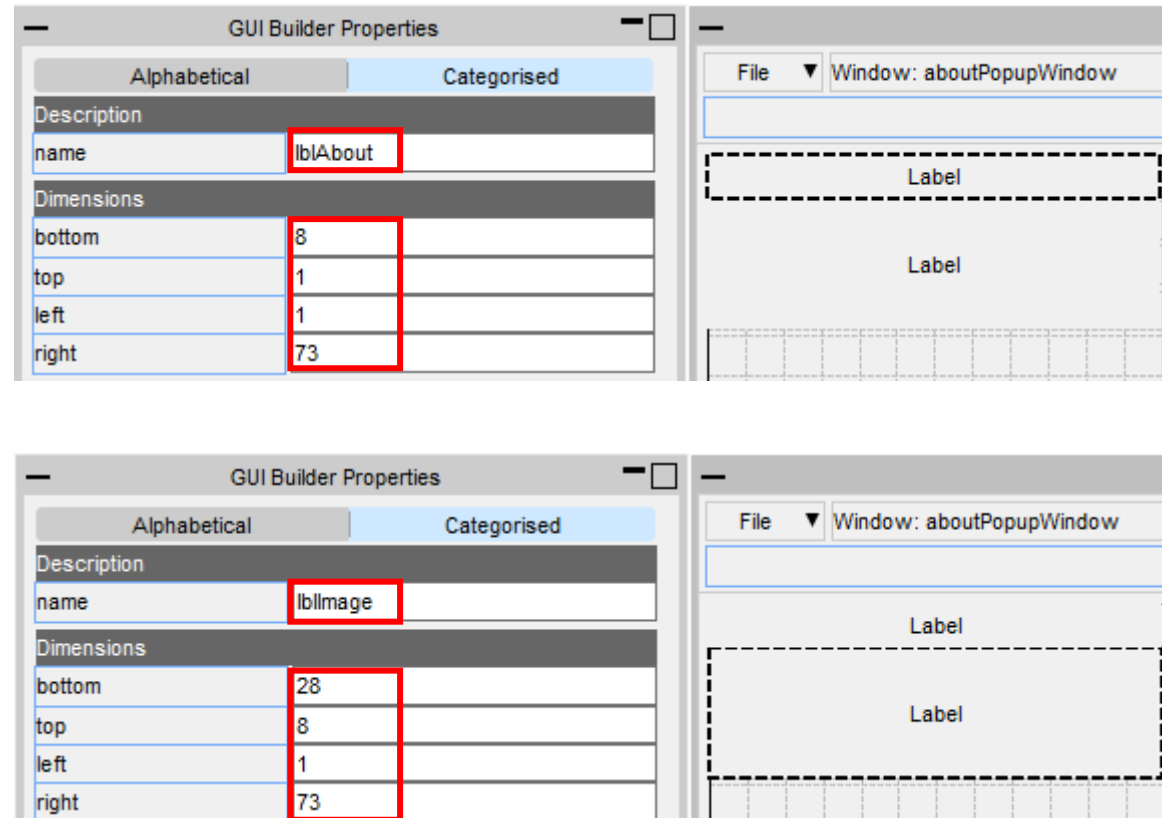 GUI Builder Properties
Alphabetical Categorised
File ▼ Window: aboutPopupWindow
Description
name lblAbout
Label
Dimensions
bottom 8
Label
top 1
left 1
right 73
GUI Builder Properties
Alphabetical Categorised
File ▼ Window: aboutPopupWindow
Description
name lblImage
Label
Dimensions
bottom 28
Label
top 8
left 1
right 73